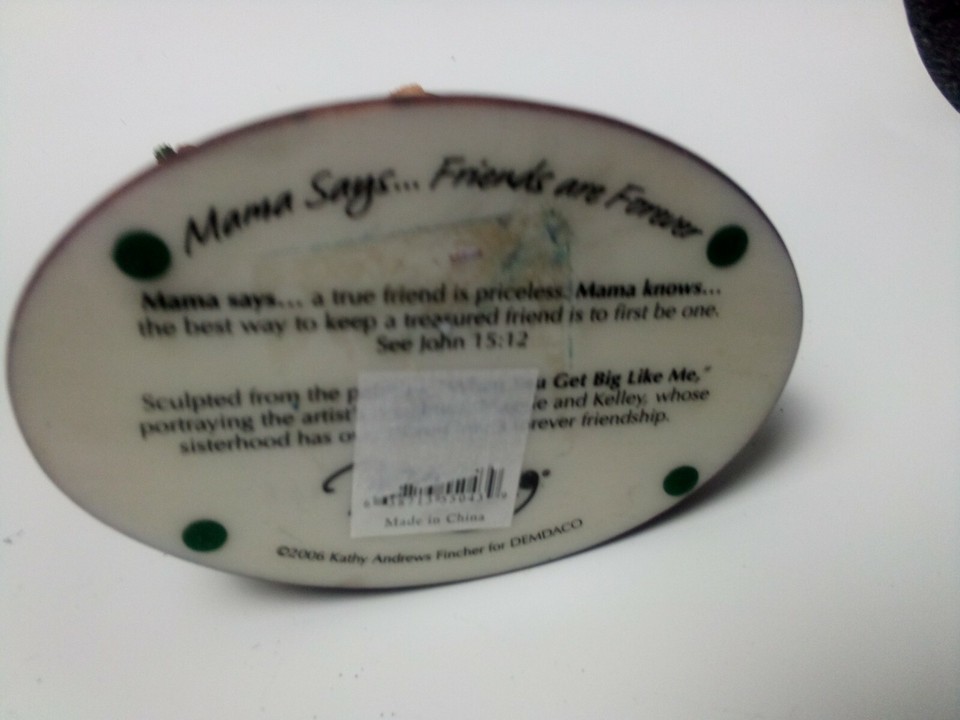 Mama Says... Friends are Forever
Mama says... a true friend is priceless. Mama knows...
the best way to keep a treasured friend is to first be one.
See John 15:12
Sculpted from the Get Big Like Me,"
portraying the artist's and Kelley, whose
sisterhood has forever friendship.
Made in China
©2006 Kathy Andrews Fincher for DEMDACO